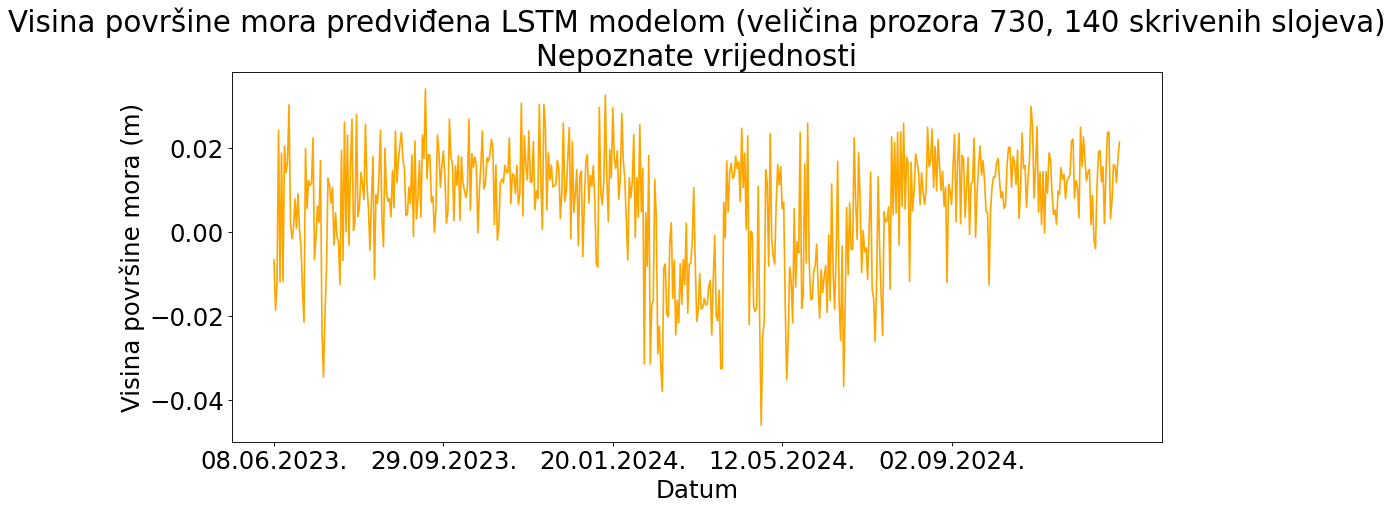 Visina površine mora predviđena LSTM modelom (veličina prozora 730, 140 skrivenih slojeva)
Nepoznate vrijednosti
Visina površine mora (m)
0.02
0.00
−0.02
−0.04
08.06.2023. 29.09.2023. 20.01.2024. 12.05.2024. 02.09.2024.
Datum